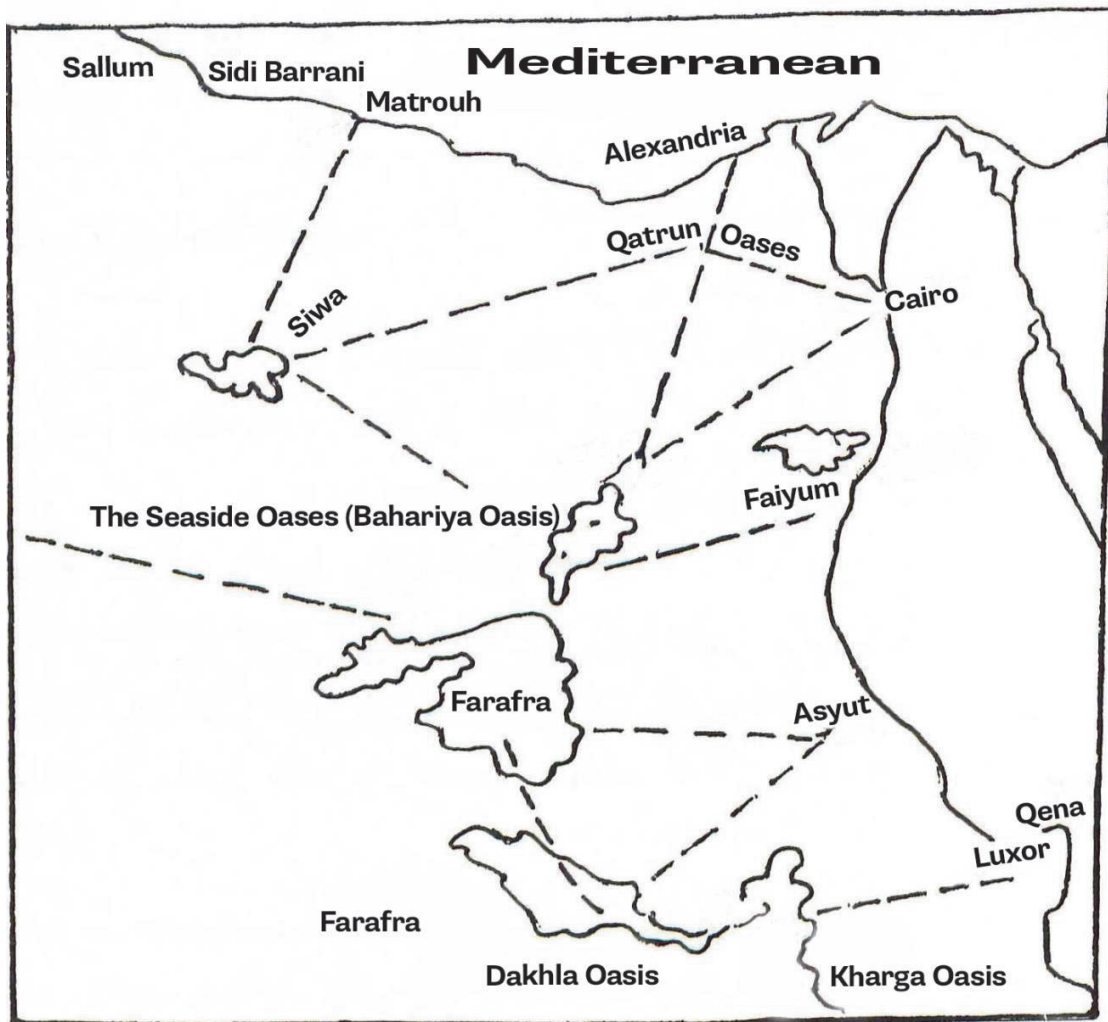 Mediterranean
Sallum
Sidi Barrani
Matrouh
Alexandria
Qatrun
Oases
Siwa
Cairo
Faiyum
The Seaside Oases (Bahariya Oasis)
Farafra
Asyut
Qena
Luxor
Farafra
Dakhla Oasis
Kharga Oasis